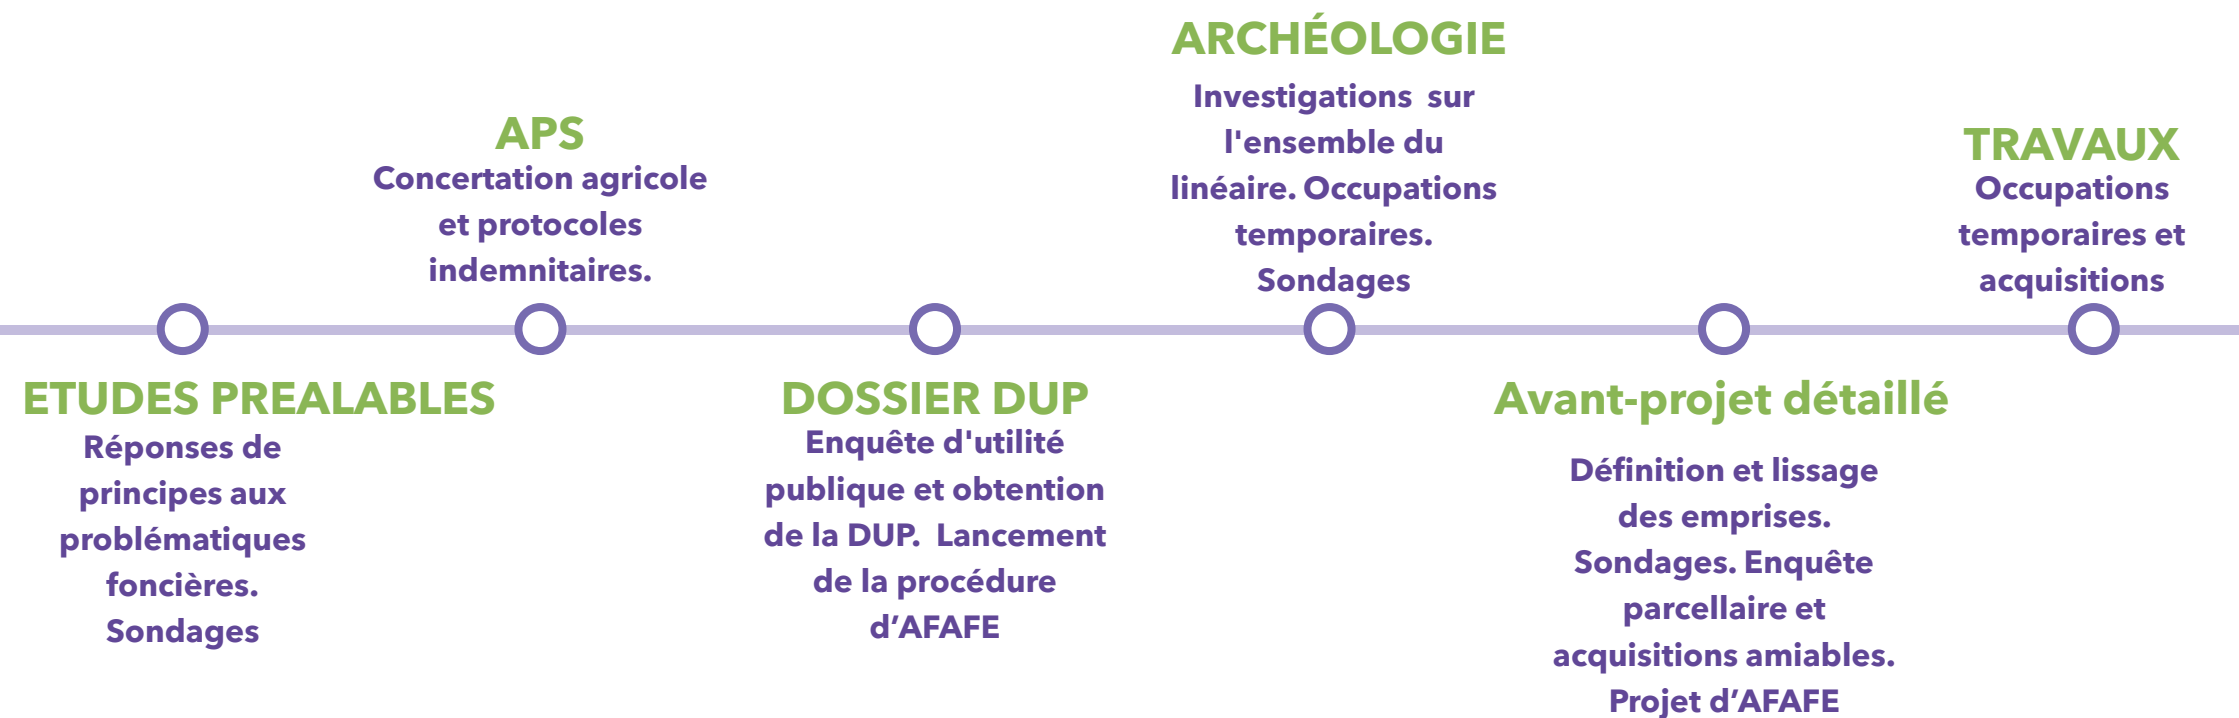 ETUDES PREALABLES
Réponses de
principes aux
problématiques
foncières.
Sondages
APS
Concertation agricole
et protocoles
indemnitaires.
DOSSIER DUP
Enquête d'utilité
publique et obtention
de la DUP.  Lancement
de la procédure
d’AFAFE
ARCHÉOLOGIE
Investigations  sur
l'ensemble du
linéaire. Occupations
temporaires.
Sondages
Avant-projet détaillé
Définition et lissage
des emprises.
Sondages. Enquête
parcellaire et
acquisitions amiables.
Projet d’AFAFE
TRAVAUX
Occupations
temporaires et
acquisitions